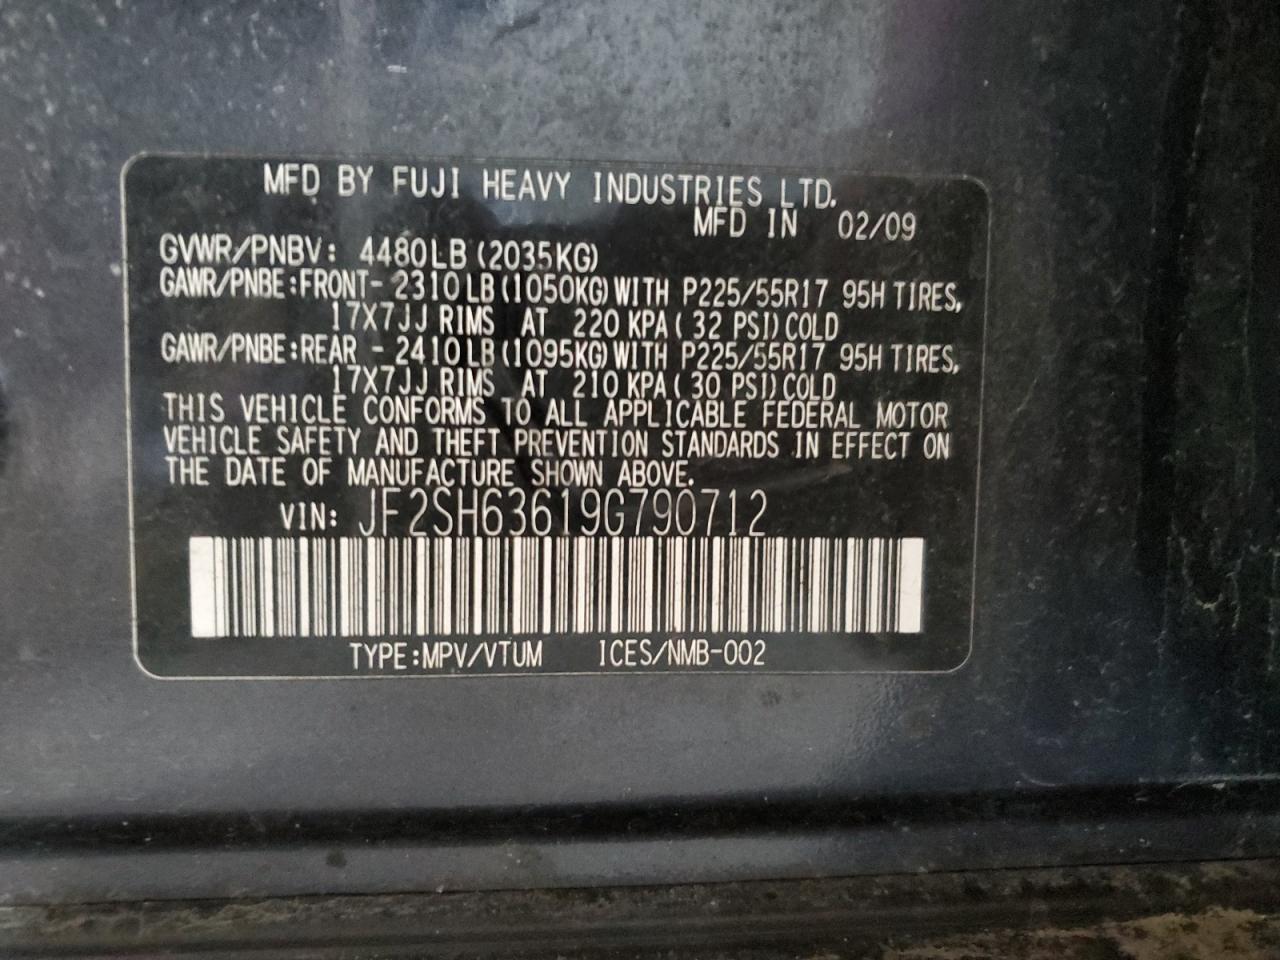 MFD BY FUJI HEAVY INDUSTRIES LTD.
MFD IN 02/09
GVWR/PNBV: 4480LB (2035KG)
GAWR/PNBE:FRONT- 2310LB (1050KG)WITH P225/55R17 95H TIRES,
17X7JJ RIMS AT 220 KPA( 32 PSI)COLD
GAWR/PNBE:REAR - 2410LB (1095KG)WITH P225/55R17 95H TIRES,
17X7JJ RIMS AT 210 KPA( 30 PSI)COLD
THIS VEHICLE CONFORMS TO ALL APPLICABLE FEDERAL MOTOR
VEHICLE SAFETY AND THEFT PREVENTION STANDARDS IN EFFECT ON
THE DATE OF MANUFACTURE SHOWN ABOVE.
VIN: JF2SH63619G790712
TYPE:MPV/VTUM ICES/NMB-002